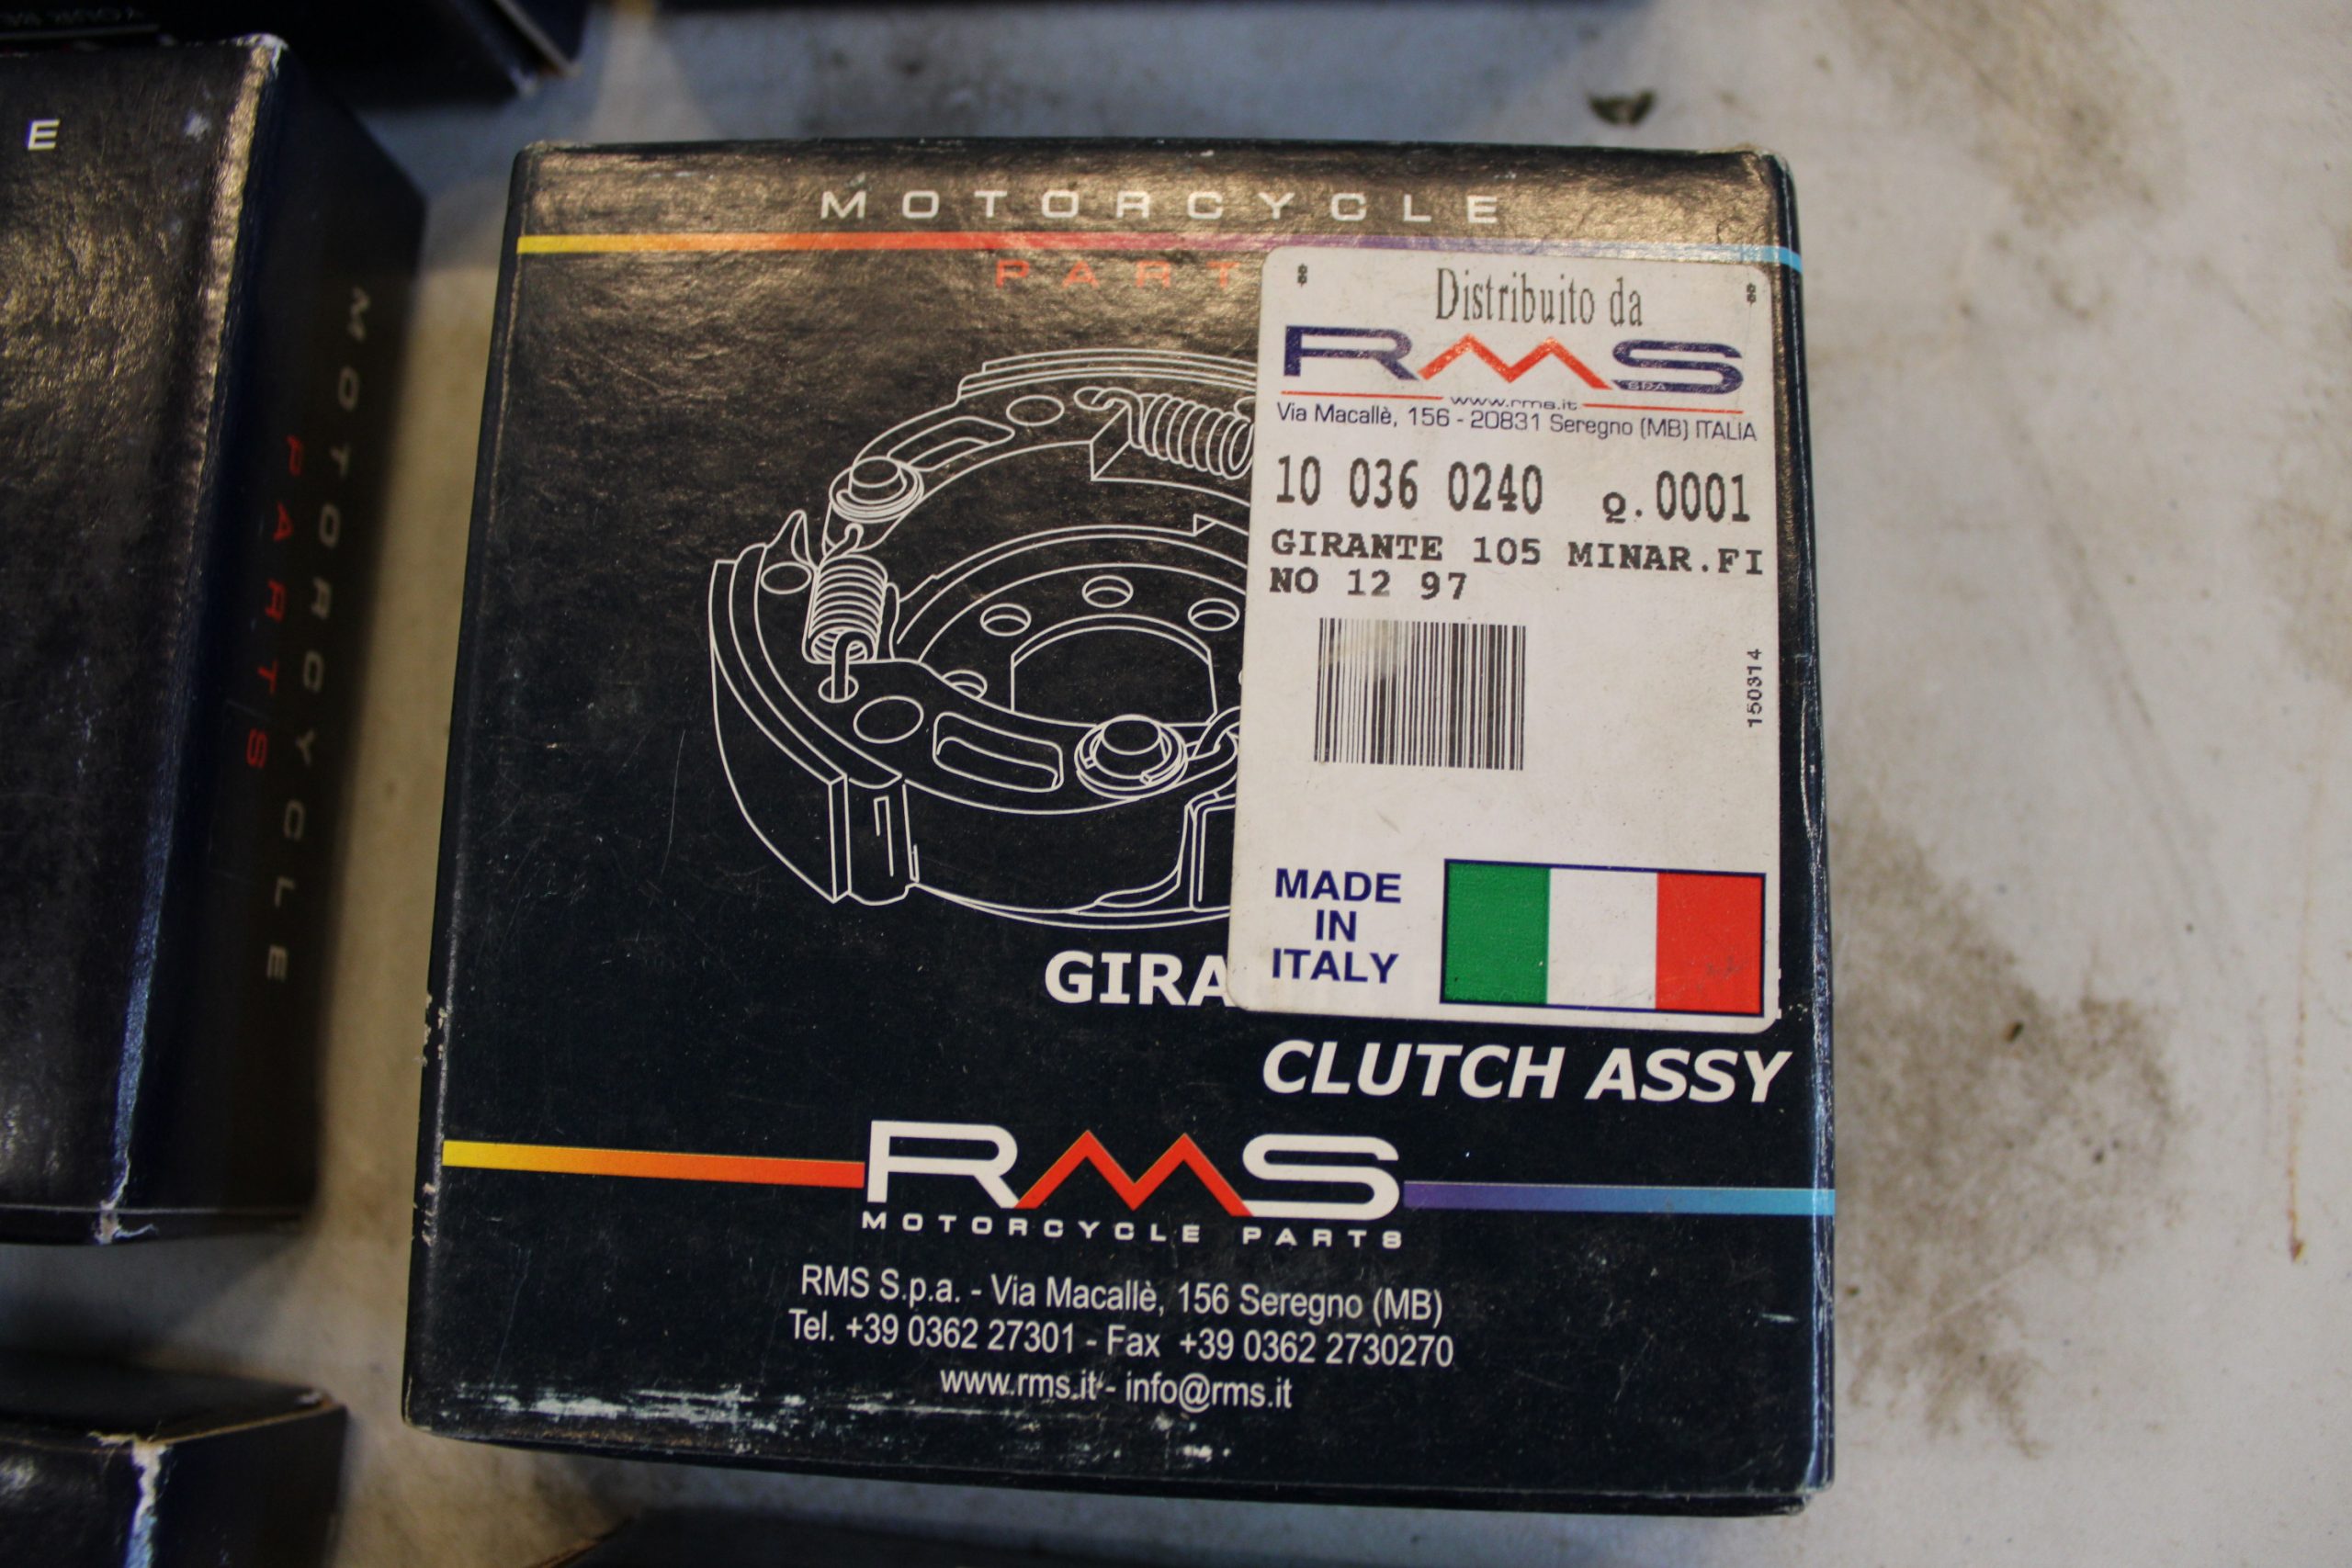 E
MOTORCYCLE
PARTS
MOTORCYCLE
PART
Distribuito da
RMS
SPA
www.rms.it
Via Macallè, 156 - 20831 Seregno (MB) ITALIA
10 036 0240 Q.0001
GIRANTE 105 MINAR.FI
NO 12 97
150314
MADE
IN
ITALY
GIRA
CLUTCH ASSY
RMS
MOTORCYCLE PARTS
RMS S.p.a. - Via Macallè, 156 Seregno (MB)
Tel. +39 0362 27301 - Fax +39 0362 2730270
www.rms.it - info@rms.it